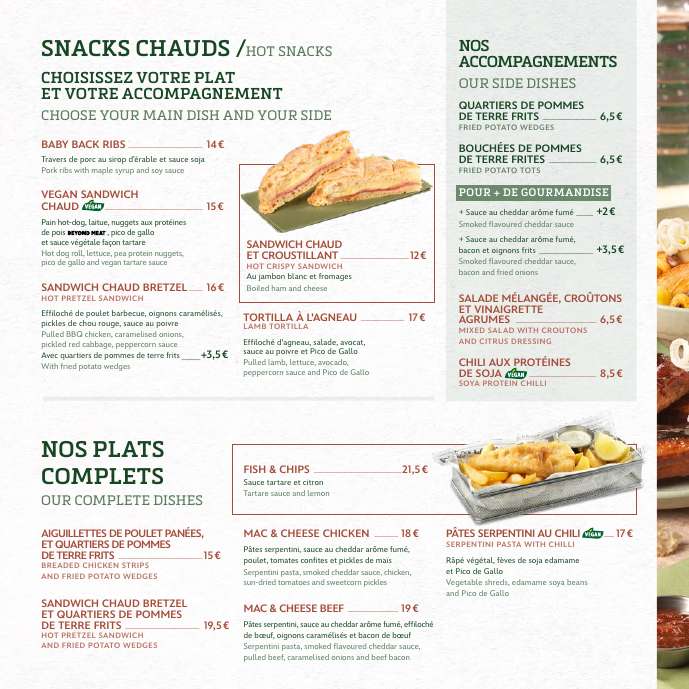 SNACKS CHAUDS / HOT SNACKS
CHOISISSEZ VOTRE PLAT
ET VOTRE ACCOMPAGNEMENT
CHOOSE YOUR MAIN DISH AND YOUR SIDE
BABY BACK RIBS 14 €
Travers de porc au sirop d'érable et sauce soja
Pork ribs with maple syrup and soy sauce
VEGAN SANDWICH
CHAUD VEGAN 15 €
Pain hot-dog, laitue, nuggets aux protéines
de pois BEYOND MEAT, pico de gallo
et sauce végétale façon tartare
Hot dog roll, lettuce, pea protein nuggets,
pico de gallo and vegan tartare sauce
SANDWICH CHAUD BRETZEL 16 €
HOT PRETZEL SANDWICH
Effiloché de poulet barbecue, oignons caramélisés,
pickles de chou rouge, sauce au poivre
Pulled BBQ chicken, caramelised onions,
pickled red cabbage, peppercorn sauce
Avec quartiers de pommes de terre frits +3,5 €
With fried potato wedges
SANDWICH CHAUD
ET CROUSTILLANT 12 €
HOT CRISPY SANDWICH
Au jambon blanc et fromages
Boiled ham and cheese
TORTILLA À L'AGNEAU 17 €
LAMB TORTILLA
Effiloché d'agneau, salade, avocat,
sauce au poivre et Pico de Gallo
Pulled lamb, lettuce, avocado,
peppercorn sauce and Pico de Gallo
NOS
ACCOMPAGNEMENTS
OUR SIDE DISHES
QUARTIERS DE POMMES
DE TERRE FRITS 6,5 €
FRIED POTATO WEDGES
BOUCHÉES DE POMMES
DE TERRE FRITES 6,5 €
FRIED POTATO TOTS
POUR + DE GOURMANDISE
+ Sauce au cheddar arôme fumé +2 €
Smoked flavoured cheddar sauce
+ Sauce au cheddar arôme fumé,
bacon et oignons frits +3,5 €
Smoked flavoured cheddar sauce,
bacon and fried onions
SALADE MÉLANGÉE, CROÛTONS
ET VINAIGRETTE
AGRUMES 6,5 €
MIXED SALAD WITH CROUTONS
AND CITRUS DRESSING
CHILI AUX PROTÉINES
DE SOJA VEGAN 8,5 €
SOYA PROTEIN CHILLI
NOS PLATS
COMPLETS
OUR COMPLETE DISHES
FISH & CHIPS 21,5 €
Sauce tartare et citron
Tartare sauce and lemon
AIGUILLETTES DE POULET PANÉES,
ET QUARTIERS DE POMMES
DE TERRE FRITS 15 €
BREADED CHICKEN STRIPS
AND FRIED POTATO WEDGES
SANDWICH CHAUD BRETZEL
ET QUARTIERS DE POMMES
DE TERRE FRITS 19,5 €
HOT PRETZEL SANDWICH
AND FRIED POTATO WEDGES
MAC & CHEESE CHICKEN 18 €
Pâtes serpentini, sauce au cheddar arôme fumé,
poulet, tomates confites et pickles de maïs
Serpentini pasta, smoked cheddar sauce, chicken,
sun-dried tomatoes and sweetcorn pickles
MAC & CHEESE BEEF 19 €
Pâtes serpentini, sauce au cheddar arôme fumé, effiloché
de bœuf, oignons caramélisés et bacon de bœuf
Serpentini pasta, smoked flavoured cheddar sauce,
pulled beef, caramelised onions and beef bacon
PÂTES SERPENTINI AU CHILI VEGAN 17 €
SERPENTINI PASTA WITH CHILLI
Râpé végétal, fèves de soja edamame
et Pico de Gallo
Vegetable shreds, edamame soya beans
and Pico de Gallo